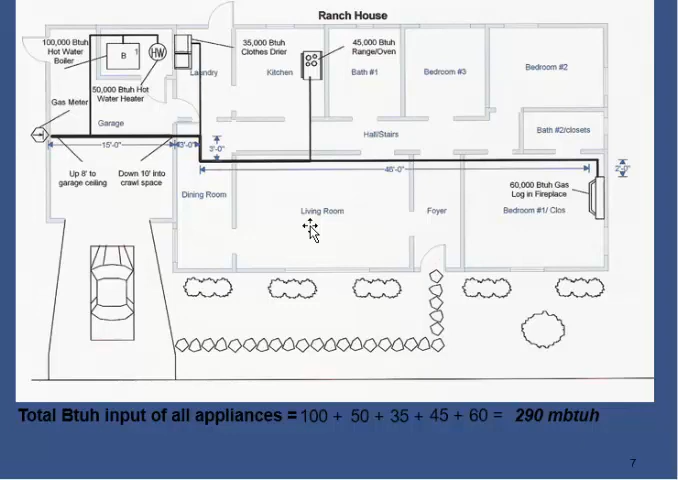 Ranch House
100,000 Btuh
Hot Water
Boiler
B
1
HW
35,000 Btuh
Clothes Drier
45,000 Btuh
Range/Oven
Laundry
Kitchen
Bath #1
Bedroom #3
Bedroom #2
50,000 Btuh Hot
Water Heater
Gas Meter
Garage
Hall/Stairs
Bath #2/closets
15'-0"
3'-0"
3'-0"
46'-0"
2'-0"
Up 8' to
garage ceiling
Down 10' into
crawl space
Dining Room
Living Room
Foyer
60,000 Btuh Gas
Log in Fireplace
Bedroom #1/ Clos
Total Btuh input of all appliances = 100 + 50 + 35 + 45 + 60 = 290 mbtuh
7